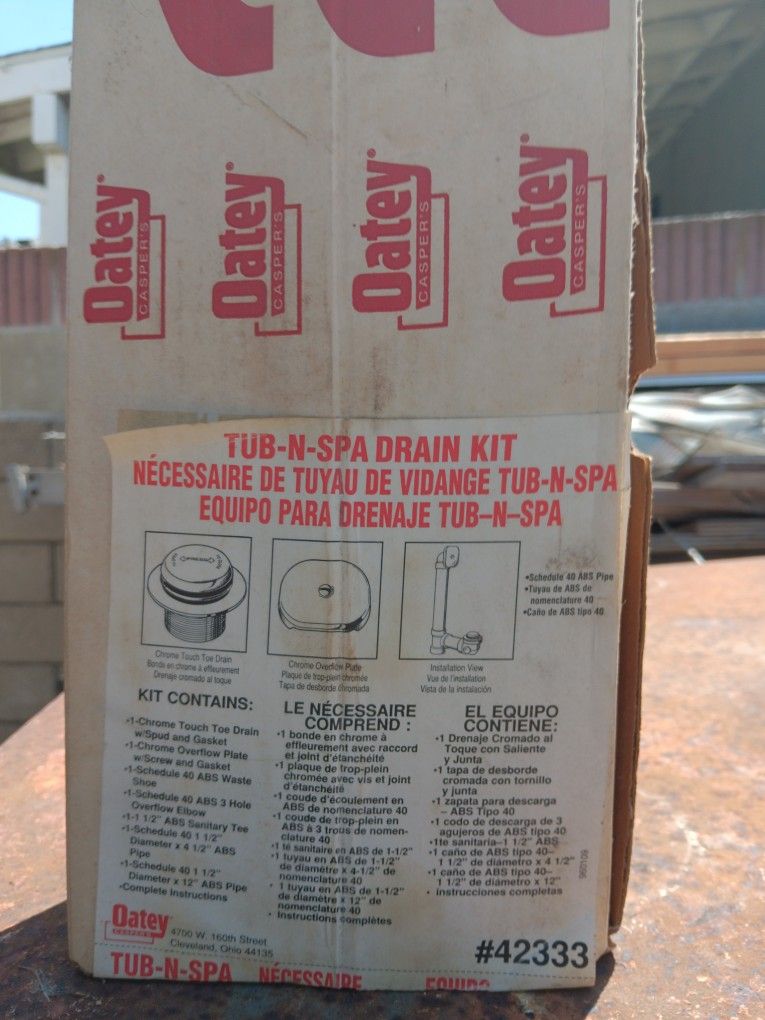 Oatey®
CASPER'S
Oatey®
CASPER'S
Oatey®
CASPER'S
Oatey®
CASPER'S
TUB-N-SPA DRAIN KIT
NÉCESSAIRE DE TUYAU DE VIDANGE TUB-N-SPA
EQUIPO PARA DRENAJE TUB–N–SPA
•Schedule 40 ABS Pipe
•Tuyau de ABS de
nomenclature 40
•Caño de ABS tipo 40
Chrome Touch Toe Drain
Bonde en chrome à effleurement
Drenaje cromado al toque
Chrome Overflow Plate
Plaque de trop-plein chromée
Tapa de desborde chromada
Installation View
Vue de l'installation
Vista de la instalación
KIT CONTAINS:
•1-Chrome Touch Toe Drain
w/Spud and Gasket
•1-Chrome Overflow Plate
w/Screw and Gasket
•1-Schedule 40 ABS Waste
Shoe
•1-Schedule 40 ABS 3 Hole
Overflow Elbow
•1-1 1/2" ABS Sanitary Tee
•1-Schedule 40 1 1/2"
Diameter x 4 1/2" ABS
Pipe
•1-Schedule 40 1 1/2"
Diameter x 12" ABS Pipe
•Complete Instructions
LE NÉCESSAIRE
COMPREND :
•1 bonde en chrome à
effleurement avec raccord
et joint d'étanchéité
•1 plaque de trop-plein
chromée avec vis et joint
d'étanchéité
•1 coude d'écoulement en
ABS de nomenclature 40
•1 coude de trop-plein en
ABS à 3 trous de nomen-
clature 40
•1 té sanitaire en ABS de 1-1/2"
•1 tuyau en ABS de 1-1/2"
de diamètre x 4-1/2" de
nomenclature 40
• 1 tuyau en ABS de 1-1/2"
de diamètre x 12" de
nomenclature 40
• Instructions complètes
EL EQUIPO
CONTIENE:
•1 Drenaje Cromado al
Toque con Saliente
y Junta
•1 tapa de desborde
cromada con tornillo
y junta
•1 zapata para descarga
– ABS Tipo 40
•1 codo de descarga de 3
agujeros de ABS tipo 40
•1te sanitaria–1 1/2" ABS
•1 caño de ABS tipo 40–
1 1/2" de diámetro x 4 1/2"
•1 caño de ABS tipo 40–
1 1/2" de diámetro x 12"
• Instrucciones completas
960109
Oatey
CASPER'S
4700 W. 160th Street
Cleveland, Ohio 44135
#42333
TUB-N-SPA NÉCESSAIRE EQUIPO